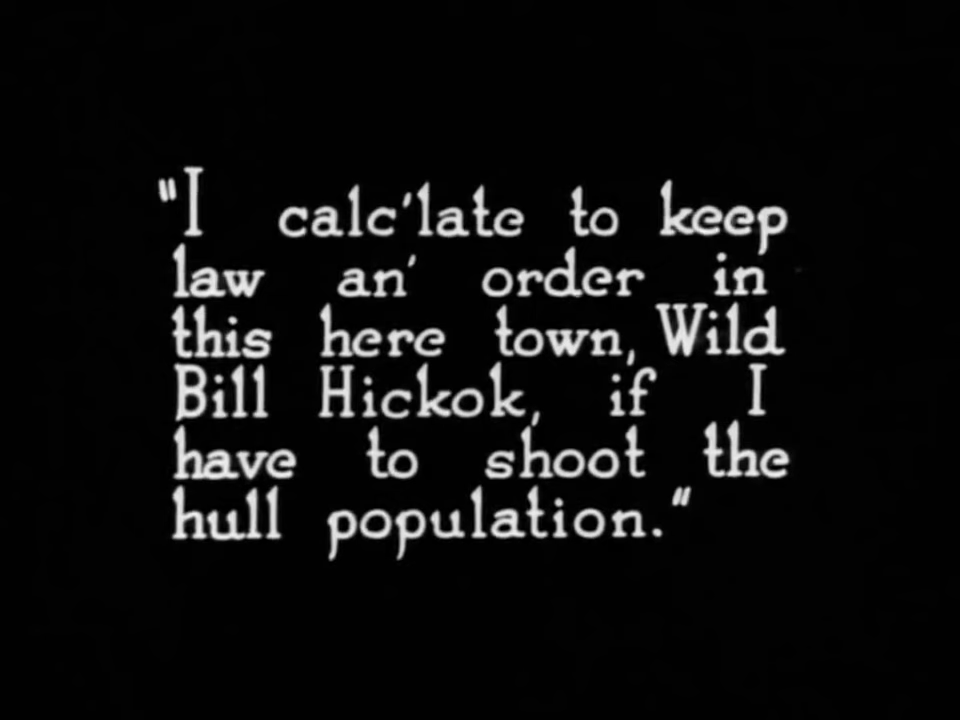 "I calc'late to keep
law an' order in
this here town, Wild
Bill Hickok, if I
have to shoot the
hull population."